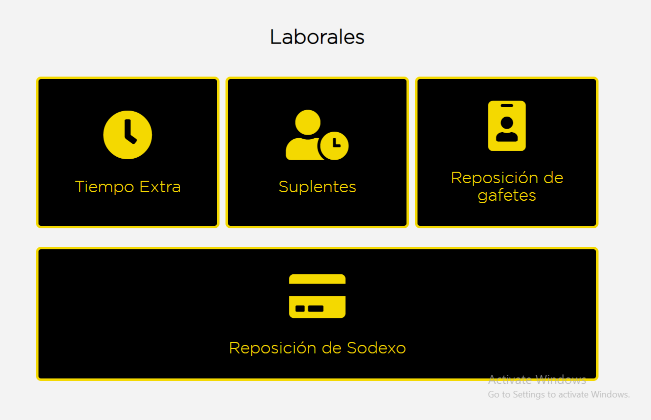 Laborales
Tiempo Extra
Suplentes
Reposición de
gafetes
Reposición de Sodexo
Activate Windows
Go to Settings to activate Windows.